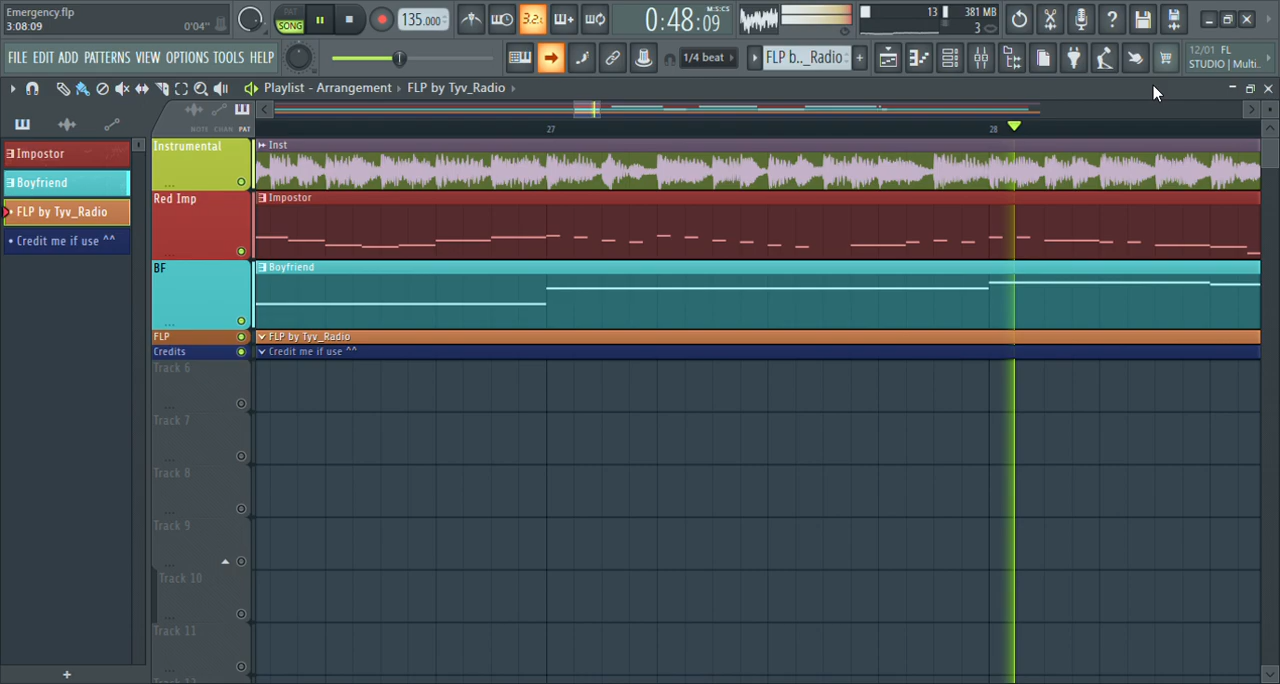 Emergency.flp
3:08:09
0'04"
PAT
SONG
135.000
3.2.
0:48:09
M:S:CS
13
381 MB
3
FILE EDIT ADD PATTERNS VIEW OPTIONS TOOLS HELP
1/4 beat
FLP b.._Radio
12/01 FL
STUDIO | Multi..
Playlist - Arrangement › FLP by Tyv_Radio ›
NOTE CHAN PAT
27
28
Impostor
Boyfriend
FLP by Tyv_Radio
Credit me if use ^^
Instrumental
Inst
Red Imp
Impostor
BF
Boyfriend
FLP
FLP by Tyv_Radio
Credits
Credit me if use ^^
Track 6
Track 7
Track 8
Track 9
Track 10
Track 11